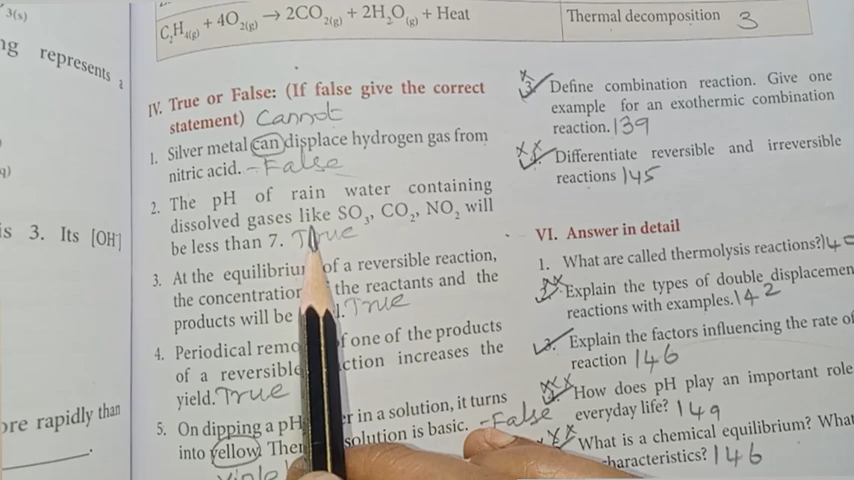 3(s)
ng represents a
q)
is 3. Its [OH⁻]
ore rapidly than
C₂H₄(g) + 4O₂(g) → 2CO₂(g) + 2H₂O(g) + Heat
Thermal decomposition 3
IV. True or False: (If false give the correct
statement) Cannot
1. Silver metal can displace hydrogen gas from
nitric acid. - False
2. The pH of rain water containing
dissolved gases like SO₃, CO₂, NO₂ will
be less than 7. True
3. At the equilibrium of a reversible reaction,
the concentration the reactants and the
products will be True
4. Periodical of one of the products
of a reversible increases the
yield. True
5. On dipping a pH in a solution, it turns
into yellow. solution is basic. - False
3. Define combination reaction. Give one
example for an exothermic combination
reaction. 139
4. Differentiate reversible and irreversible
reactions 145
VI. Answer in detail
1. What are called thermolysis reactions?
2. Explain the types of double displacemen
reactions with examples. 142
3. Explain the factors influencing the rate of
reaction 146
How does pH play an important role
everyday life? 149
What is a chemical equilibrium? What
characteristics? 146